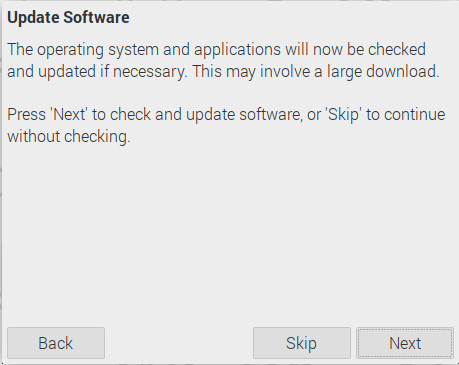 Update Software
The operating system and applications will now be checked
and updated if necessary. This may involve a large download.
Press 'Next' to check and update software, or 'Skip' to continue
without checking.
Back
Skip
Next